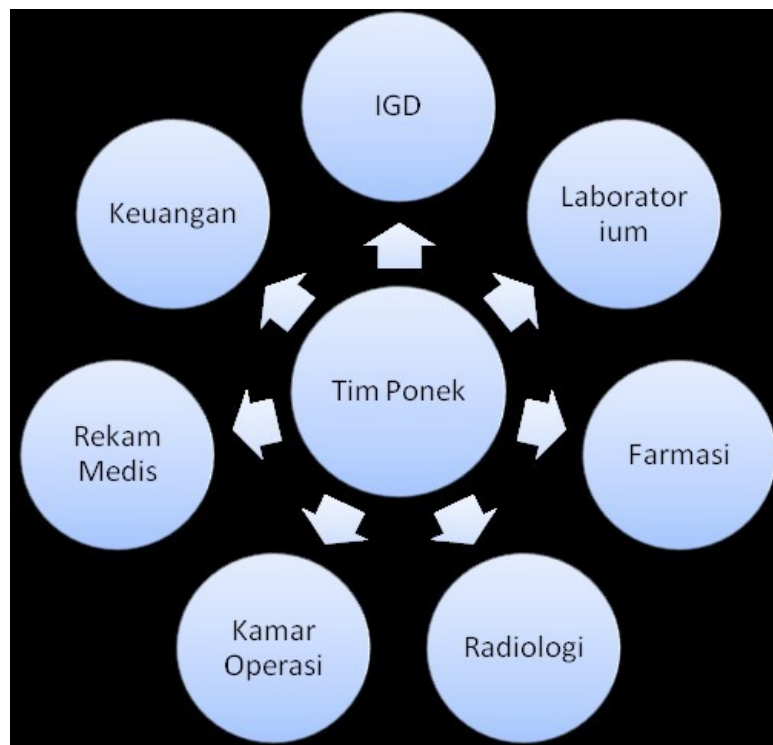 IGD
Laborator
ium
Farmasi
Radiologi
Kamar
Operasi
Rekam
Medis
Keuangan
Tim Ponek